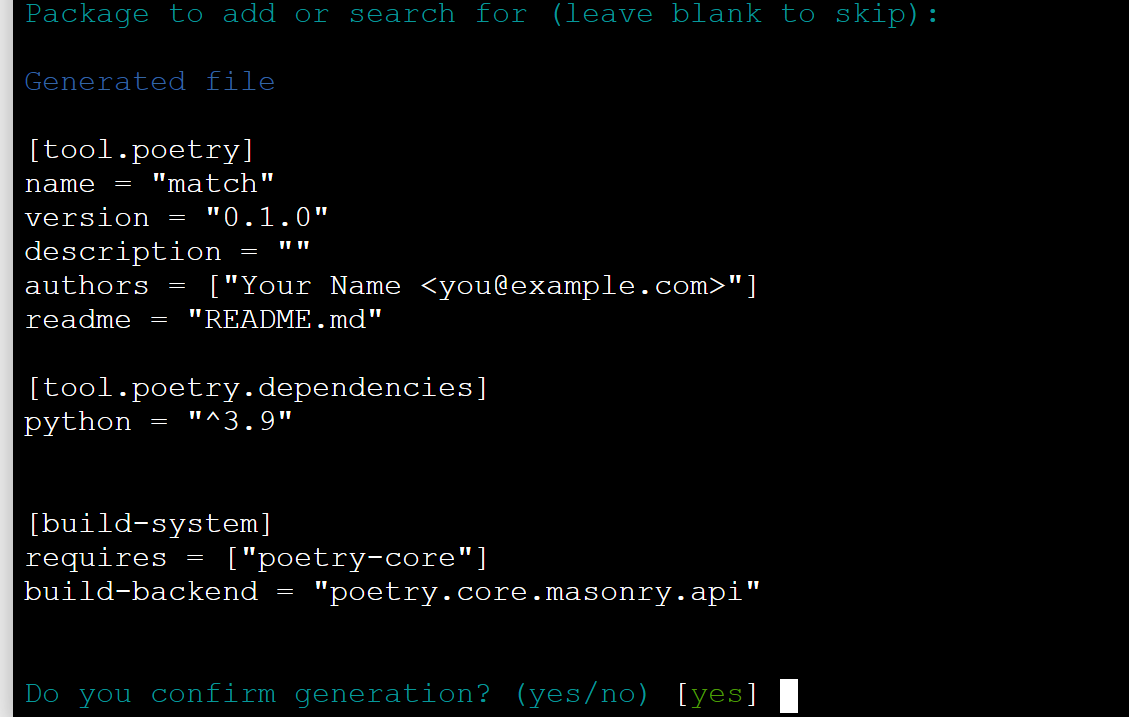 Package to add or search for (leave blank to skip):
Generated file
[tool.poetry]
name = "match"
version = "0.1.0"
description = ""
authors = ["Your Name <you@example.com>"]
readme = "README.md"
[tool.poetry.dependencies]
python = "^3.9"
[build-system]
requires = ["poetry-core"]
build-backend = "poetry.core.masonry.api"
Do you confirm generation? (yes/no) [yes]